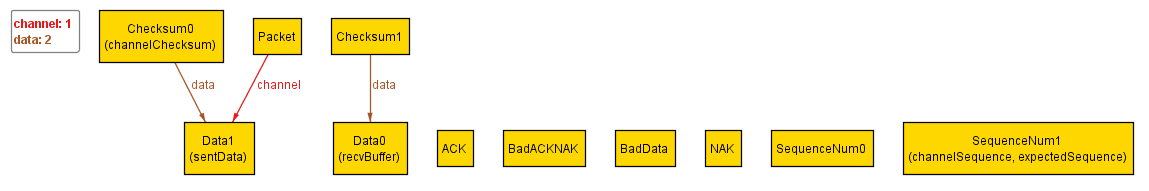 channel: 1
data: 2
Checksum0
(channelChecksum)
Packet
Checksum1
data
channel
data
Data1
(sentData)
Data0
(recvBuffer)
ACK
BadACKNAK
BadData
NAK
SequenceNum0
SequenceNum1
(channelSequence, expectedSequence)